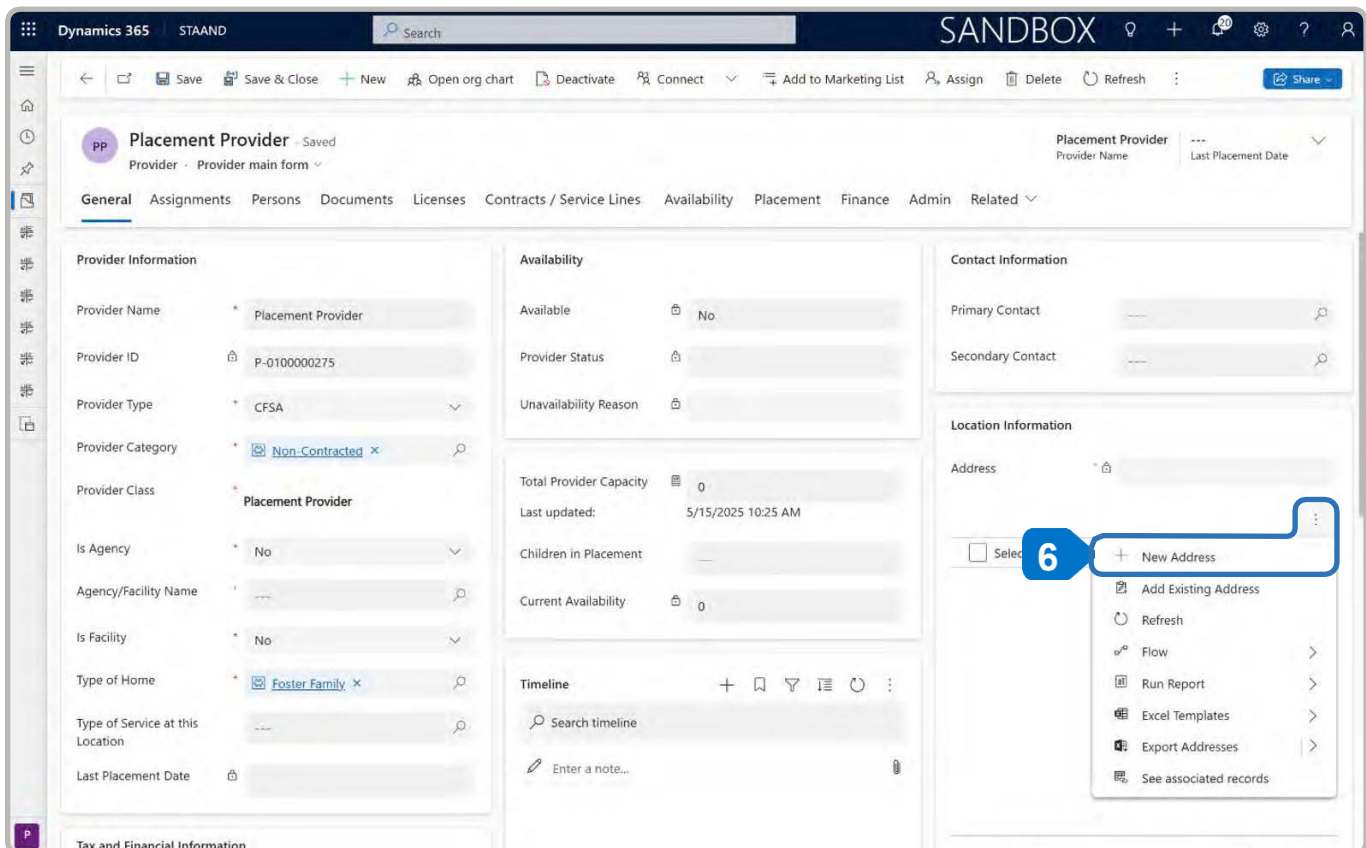 Dynamics 365 STAAND Search SANDBOX 20
Save Save & Close New Open org chart Deactivate Connect Add to Marketing List Assign Delete Refresh Share
PP Placement Provider - Saved
Provider · Provider main form
Placement Provider
Provider Name
---
Last Placement Date
General Assignments Persons Documents Licenses Contracts / Service Lines Availability Placement Finance Admin Related
Provider Information
Provider Name * Placement Provider
Provider ID P-0100000275
Provider Type * CFSA
Provider Category * Non-Contracted ×
Provider Class * Placement Provider
Is Agency * No
Agency/Facility Name * ---
Is Facility * No
Type of Home * Foster Family ×
Type of Service at this
Location
---
Last Placement Date
Tax and Financial Information
Availability
Available No
Provider Status
Unavailability Reason
Total Provider Capacity 0
Last updated: 5/15/2025 10:25 AM
Children in Placement ---
Current Availability 0
Timeline
Search timeline
Enter a note...
Contact Information
Primary Contact ---
Secondary Contact ---
Location Information
Address *
6
New Address
Add Existing Address
Refresh
Flow
Run Report
Excel Templates
Export Addresses
See associated records
P